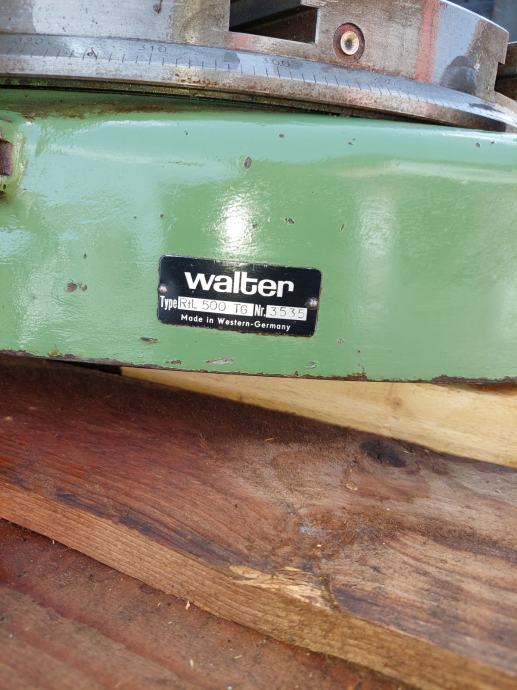 310 300
walter
Type RtL 500 TG Nr. 3535
Made in Western-Germany